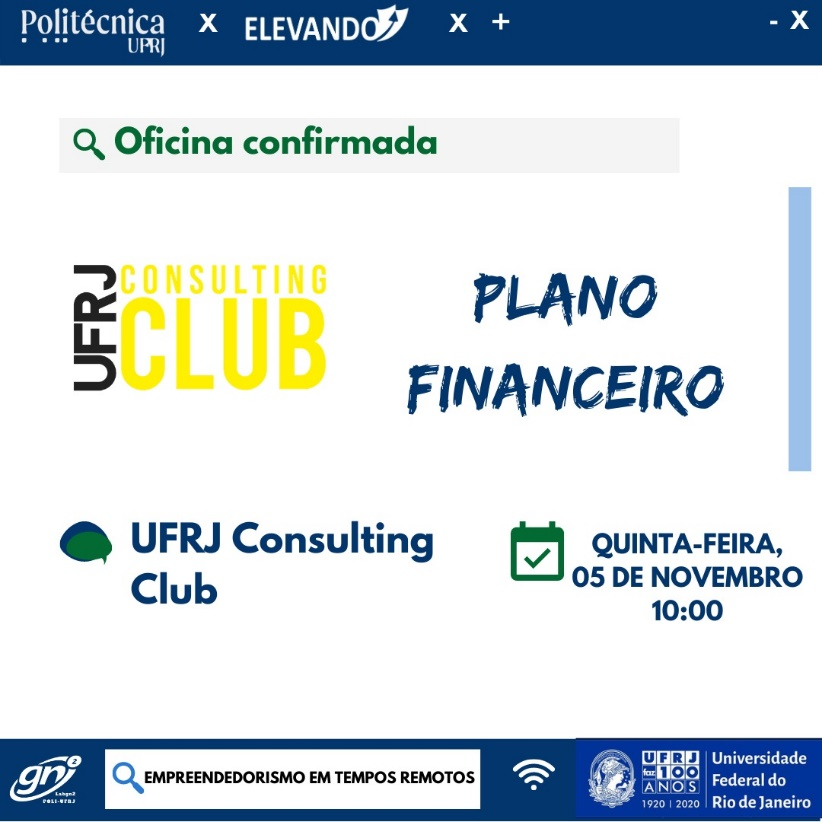 Politécnica
UFRJ
X
ELEVANDO
X
+
- X
Oficina confirmada
UFRJ
CONSULTING
CLUB
PLANO
FINANCEIRO
UFRJ Consulting
Club
QUINTA-FEIRA,
05 DE NOVEMBRO
10:00
gn2
Labgn2
POLI-UFRJ
EMPREENDEDORISMO EM TEMPOS REMOTOS
UFRJ
faz 100
ANOS
1920 | 2020
Universidade
Federal do
Rio de Janeiro